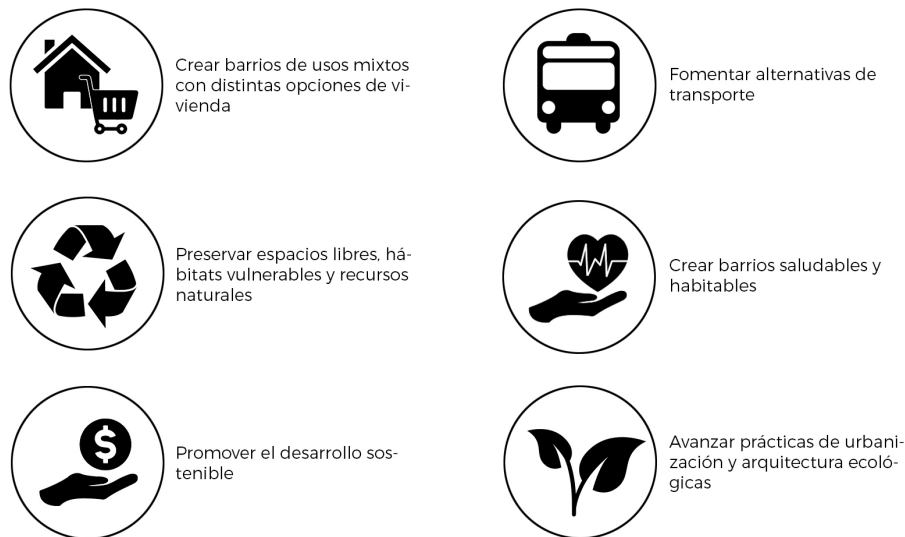 Crear barrios de usos mixtos
con distintas opciones de vi-
vienda
Fomentar alternativas de
transporte
Preservar espacios libres, há-
bitats vulnerables y recursos
naturales
Crear barrios saludables y
habitables
$
Promover el desarrollo sos-
tenible
Avanzar prácticas de urbani-
zación y arquitectura ecoló-
gicas